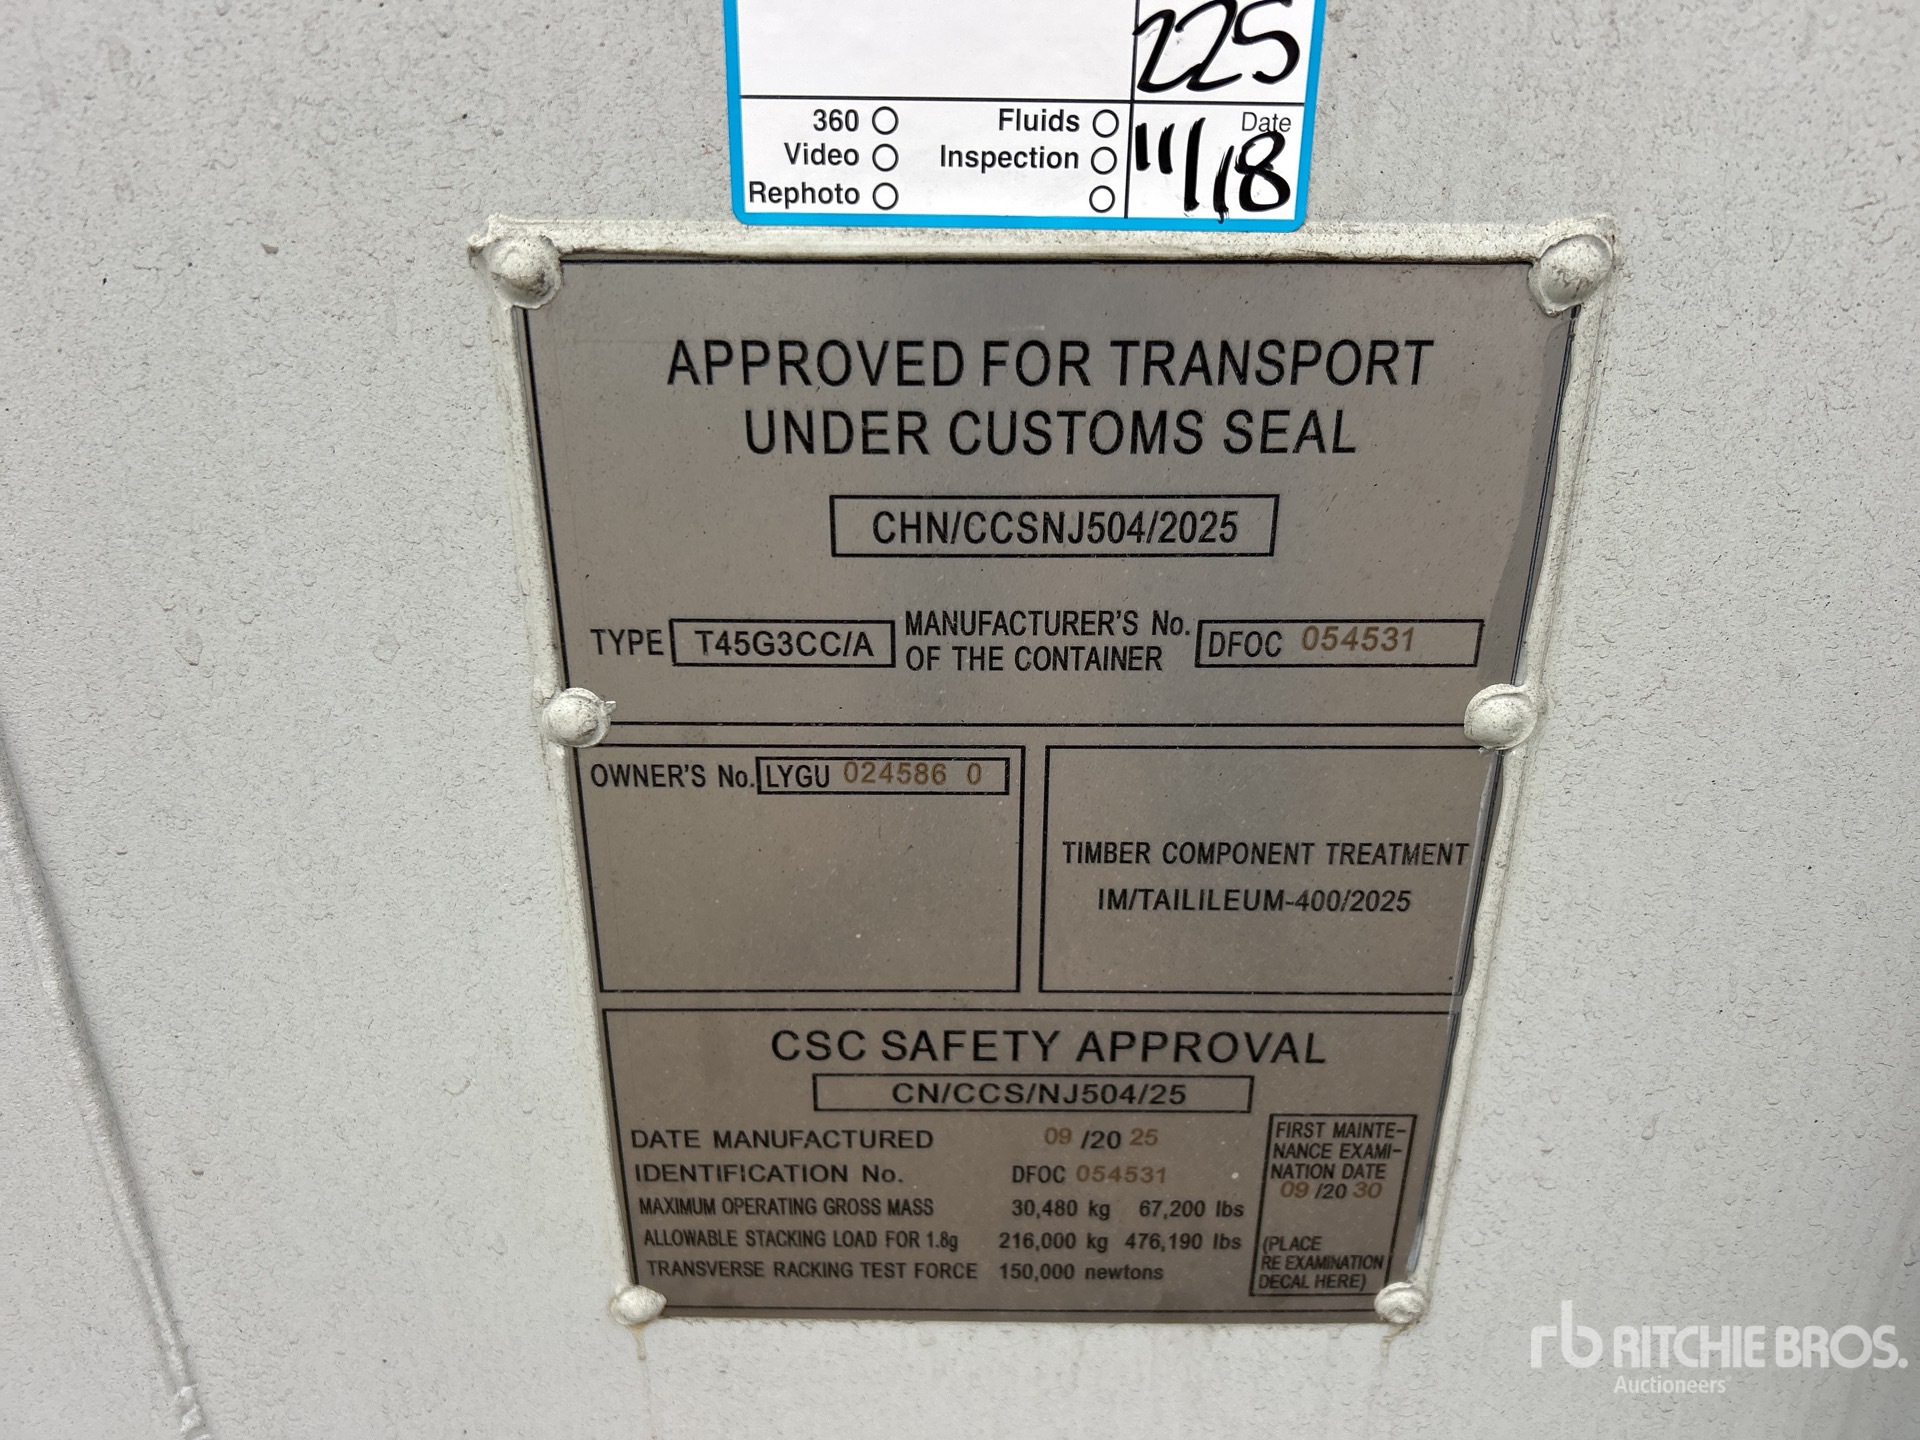 225
360 Fluids Date
Video Inspection 11/18
Rephoto
APPROVED FOR TRANSPORT
UNDER CUSTOMS SEAL
CHN/CCSNJ504/2025
TYPE T45G3CC/A MANUFACTURER'S No. OF THE CONTAINER DFOC 054531
OWNER'S No. LYGU 024586 0
TIMBER COMPONENT TREATMENT
IM/TAILILEUM-400/2025
CSC SAFETY APPROVAL
CN/CCS/NJ504/25
DATE MANUFACTURED 09 /20 25
IDENTIFICATION No. DFOC 054531
MAXIMUM OPERATING GROSS MASS 30,480 kg 67,200 lbs
ALLOWABLE STACKING LOAD FOR 1.8g 216,000 kg 476,190 lbs
TRANSVERSE RACKING TEST FORCE 150,000 newtons
FIRST MAINTE-
NANCE EXAMI-
NATION DATE
09 /20 30
(PLACE
RE EXAMINATION
DECAL HERE)
rb RITCHIE BROS.
Auctioneers